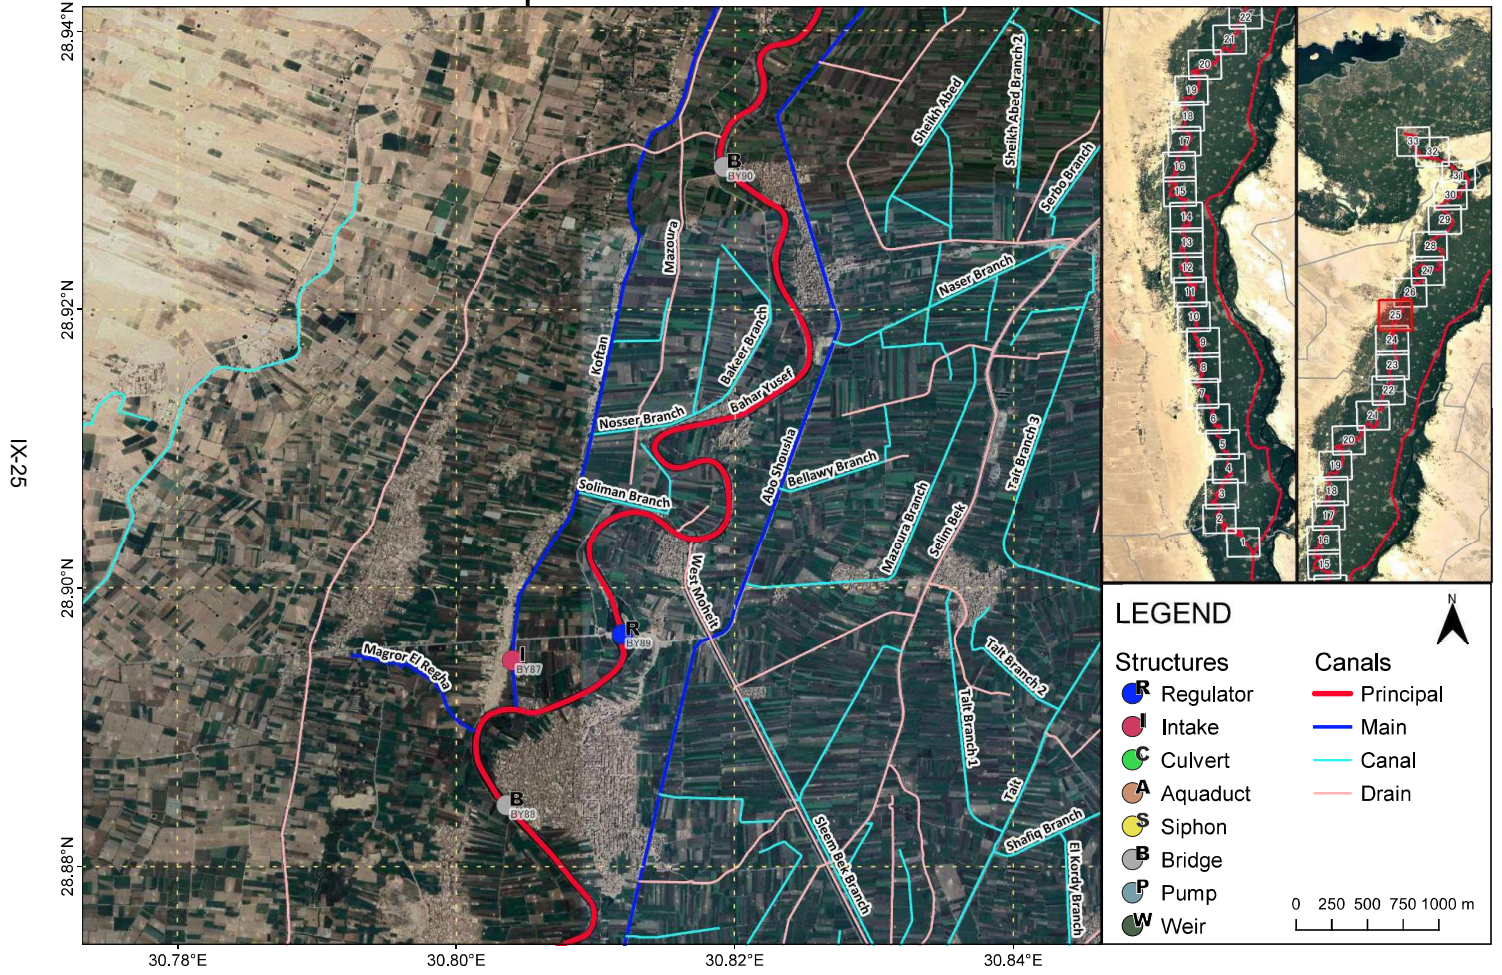 28.94°N
28.92°N
28.90°N
28.88°N
30.78°E
30.80°E
30.82°E
30.84°E
IX-25
Sheikh Abed
Sheikh Abed Branch 2
Serbo Branch
B
BY90
Mazoura
Naser Branch
Koftan
Bakeer Branch
Bahar Yusef
Nosser Branch
Abo Shousha
Bellawy Branch
Talt Branch 3
Soliman Branch
Mazoura Branch
Selim Bek
West Moheit
R
BY89
I
BY87
Magror El Regha
Talt Branch 2
Talt Branch 1
Talt
B
BY88
Sleem Bek Branch
Shafiq Branch
El Kordy Branch
22
21
20
19
18
17
16
15
14
13
12
11
10
9
8
7
6
5
4
3
2
1
33
32
31
30
29
28
27
26
25
24
23
22
21
20
19
18
17
16
15
LEGEND
N
Structures
R Regulator
I Intake
C Culvert
A Aquaduct
S Siphon
B Bridge
P Pump
W Weir
Canals
Principal
Main
Canal
Drain
0 250 500 750 1000 m